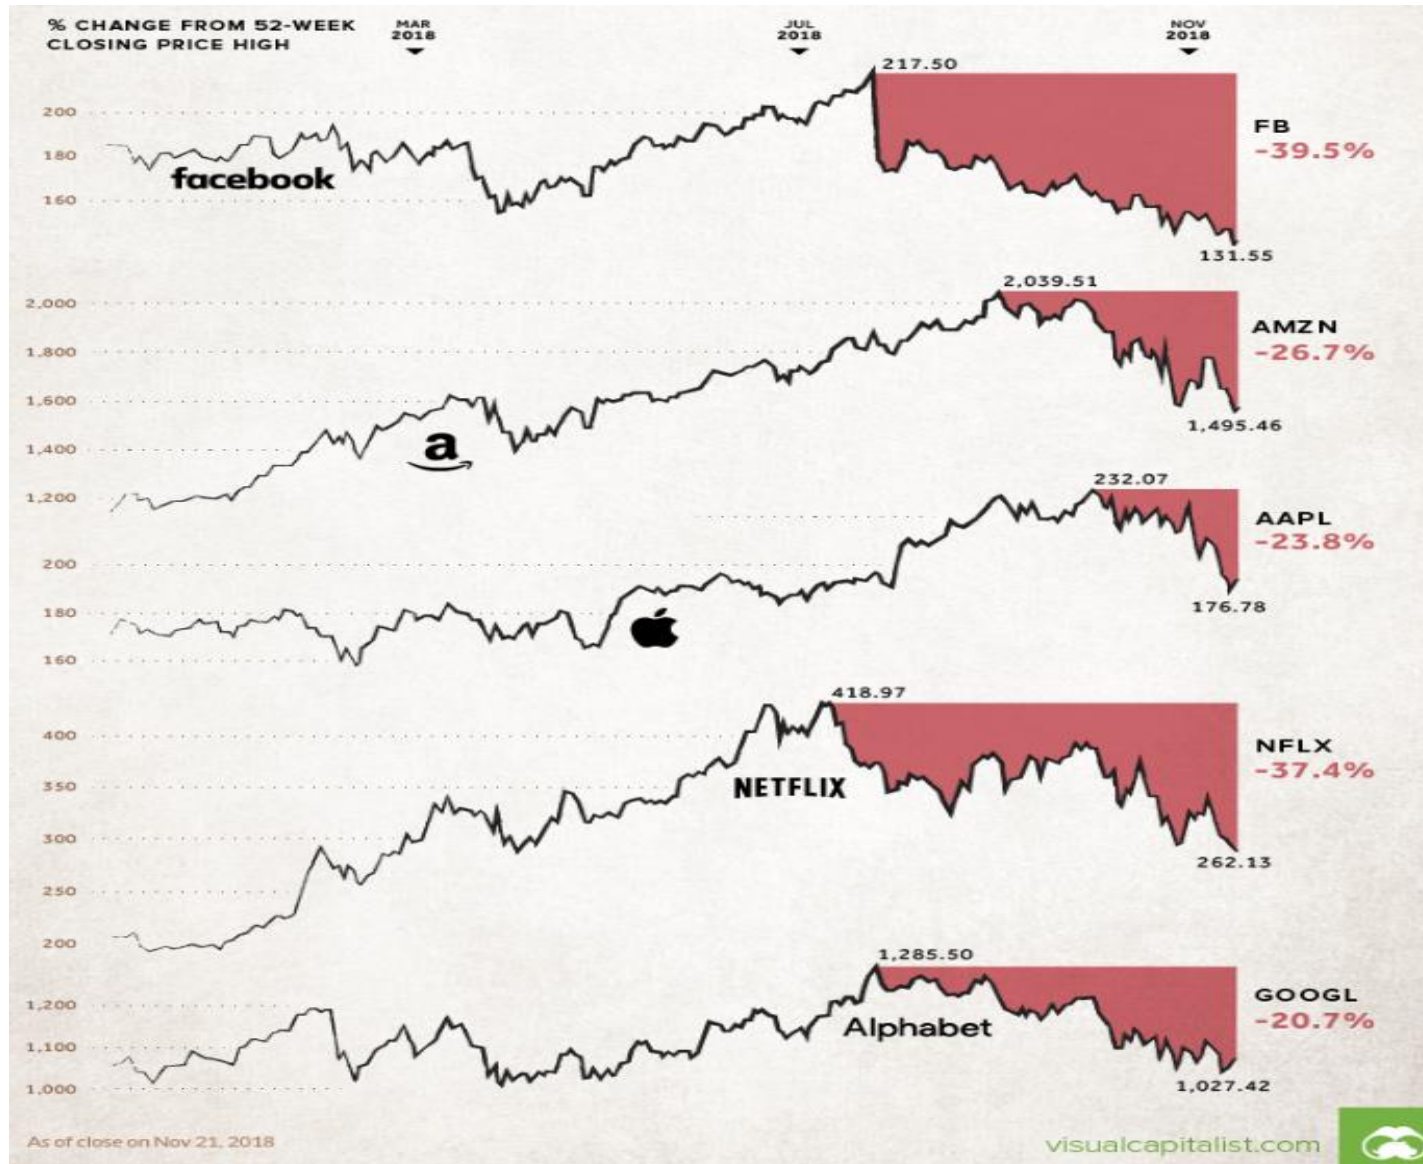 % CHANGE FROM 52-WEEK
CLOSING PRICE HIGH
MAR
2018
JUL
2018
NOV
2018
217.50
200
180
160
facebook
FB
-39.5%
131.55
2,039.51
2,000
1,800
1,600
1,400
1,200
a
AMZN
-26.7%
1,495.46
232.07
200
180
160
AAPL
-23.8%
176.78
418.97
400
350
300
250
200
NETFLIX
NFLX
-37.4%
262.13
1,285.50
1,200
1,100
1,000
Alphabet
GOOGL
-20.7%
1,027.42
As of close on Nov 21, 2018
visualcapitalist.com